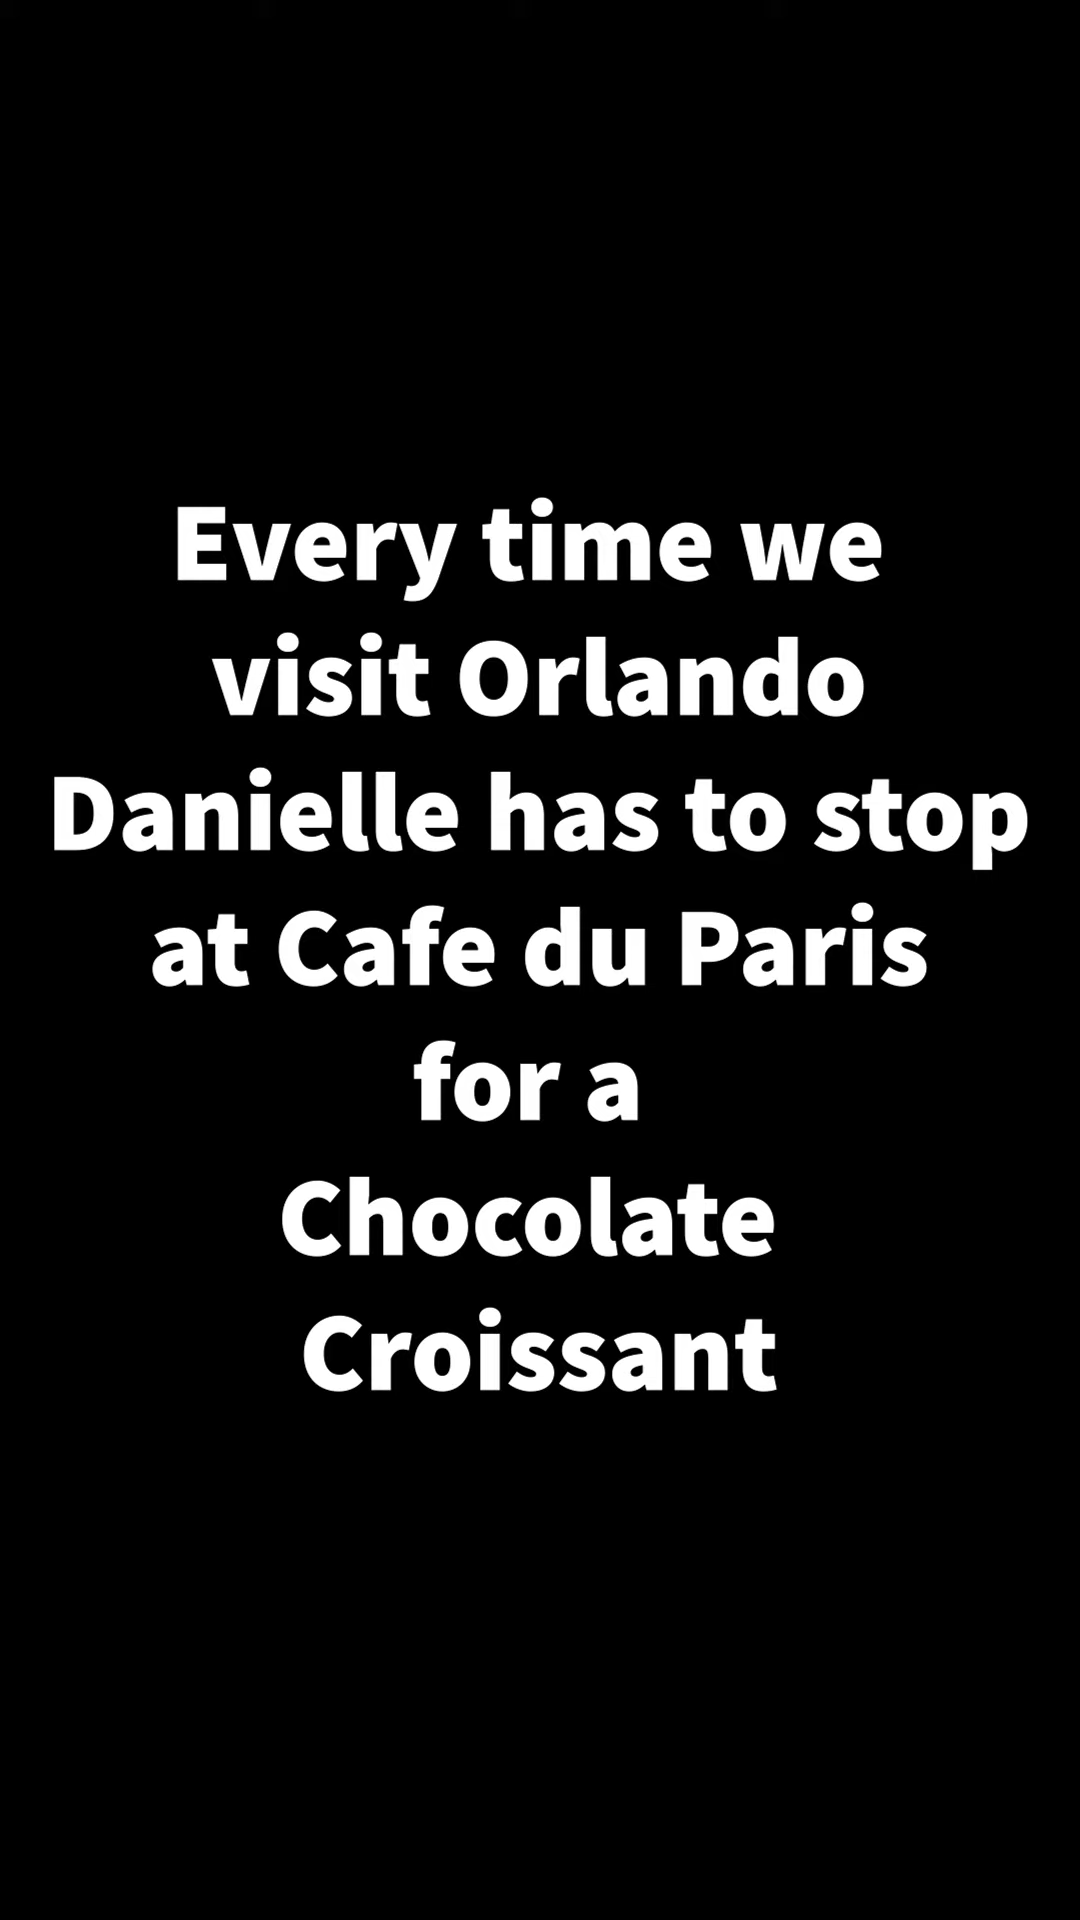 Every time we
visit Orlando
Danielle has to stop
at Cafe du Paris
for a
Chocolate
Croissant